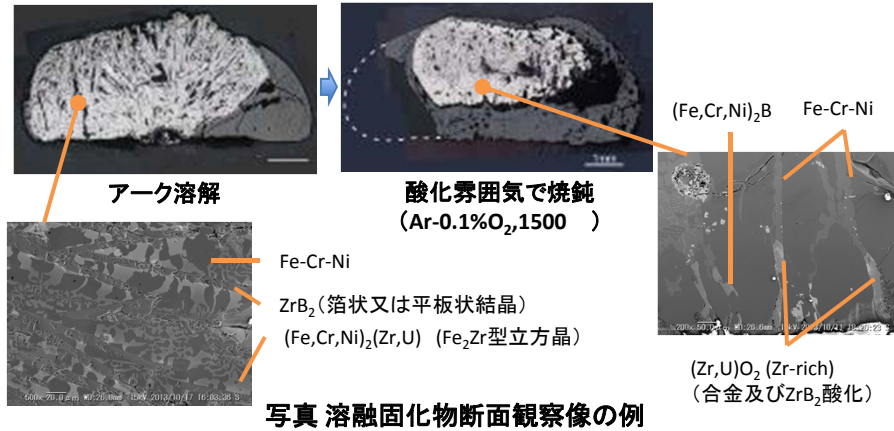 アーク溶解
酸化雰囲気で焼鈍
（Ar-0.1%O₂,1500　）
1mm
(Fe,Cr,Ni)₂B
Fe-Cr-Ni
Fe-Cr-Ni
ZrB₂（箔状又は平板状結晶）
(Fe,Cr,Ni)₂(Zr,U) （Fe₂Zr型立方晶）
(Zr,U)O₂ (Zr-rich)
（合金及びZrB₂酸化）
写真 溶融固化物断面観察像の例